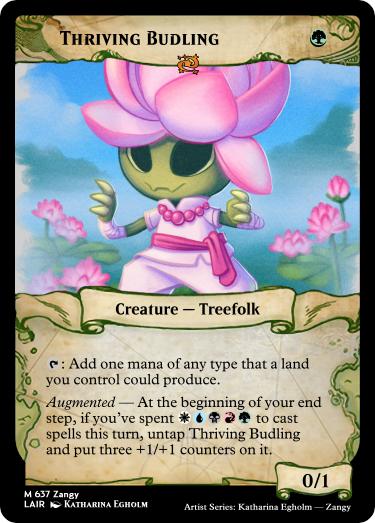 Thriving Budling
Creature — Treefolk
: Add one mana of any type that a land
you control could produce.
Augmented — At the beginning of your end
step, if you've spent to cast
spells this turn, untap Thriving Budling
and put three +1/+1 counters on it.
0/1
M 637 Zangy
LAIR Katharina Egholm
Artist Series: Katharina Egholm — Zangy